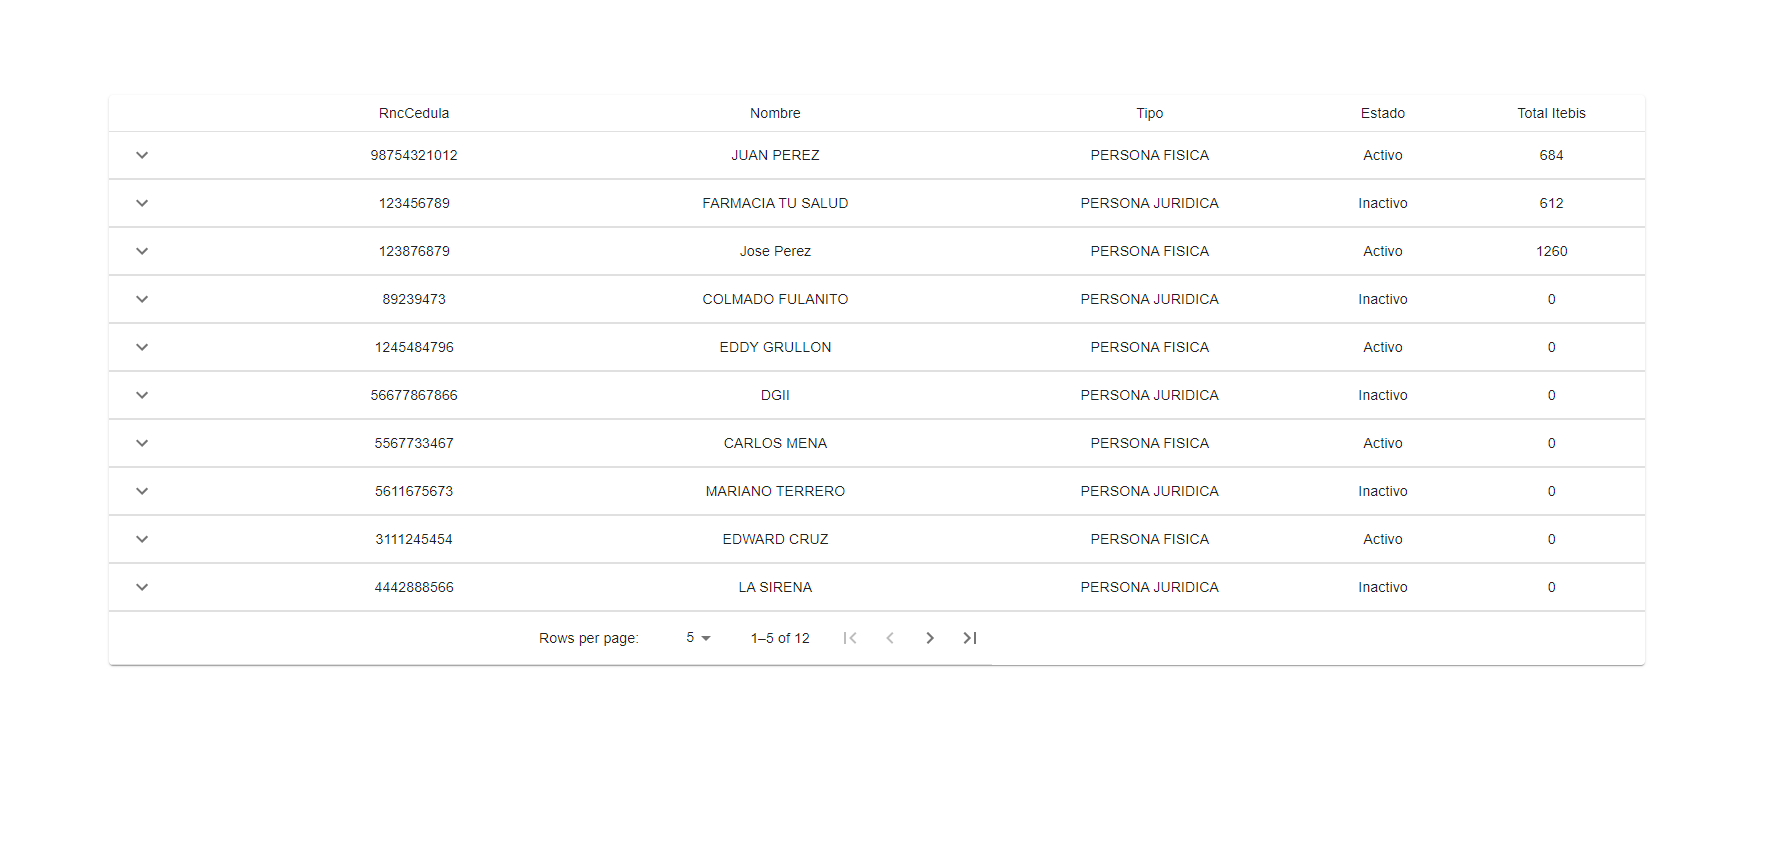 RncCedula Nombre Tipo Estado Total Itebis
98754321012 JUAN PEREZ PERSONA FISICA Activo 684
123456789 FARMACIA TU SALUD PERSONA JURIDICA Inactivo 612
123876879 Jose Perez PERSONA FISICA Activo 1260
89239473 COLMADO FULANITO PERSONA JURIDICA Inactivo 0
1245484796 EDDY GRULLON PERSONA FISICA Activo 0
56677867866 DGII PERSONA JURIDICA Inactivo 0
5567733467 CARLOS MENA PERSONA FISICA Activo 0
5611675673 MARIANO TERRERO PERSONA JURIDICA Inactivo 0
3111245454 EDWARD CRUZ PERSONA FISICA Activo 0
4442888566 LA SIRENA PERSONA JURIDICA Inactivo 0
Rows per page: 5 1–5 of 12